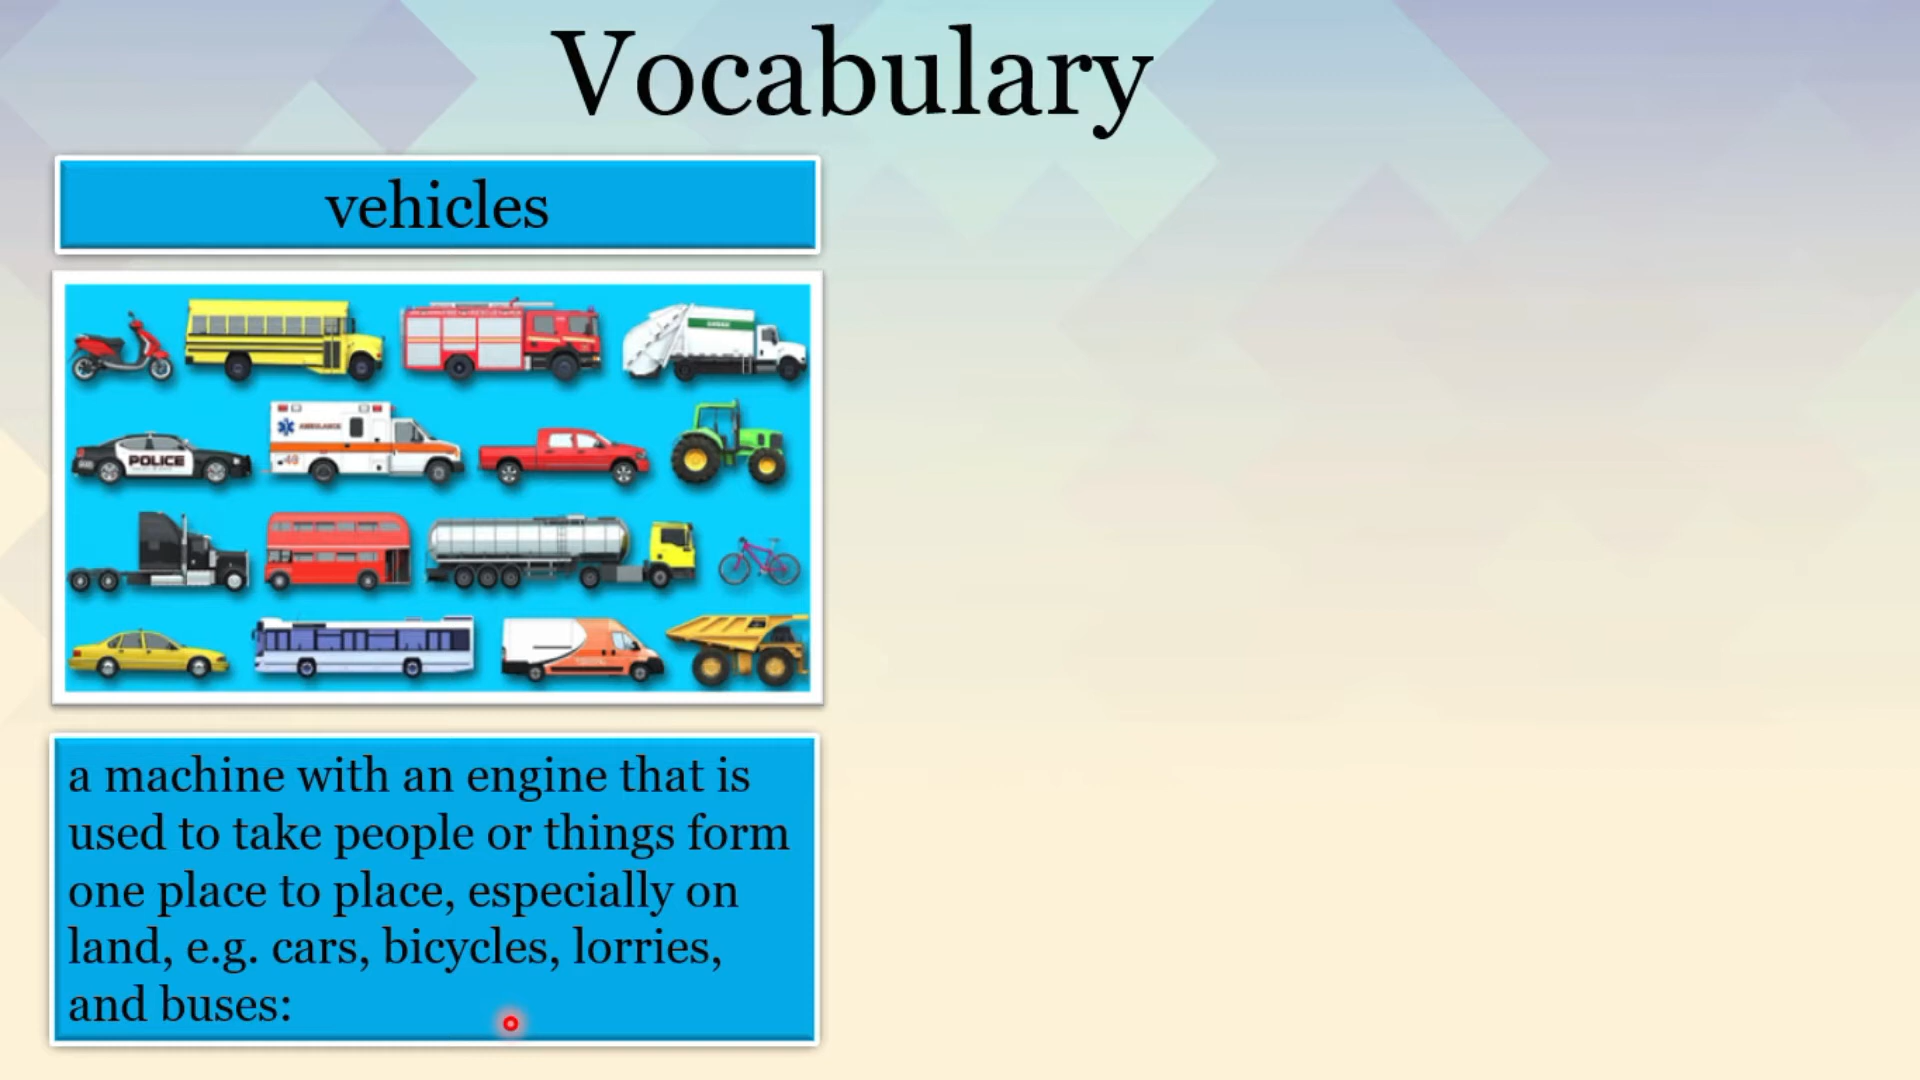 Vocabulary
vehicles
POLICE
AMBULANCE
a machine with an engine that is
used to take people or things form
one place to place, especially on
land, e.g. cars, bicycles, lorries,
and buses: